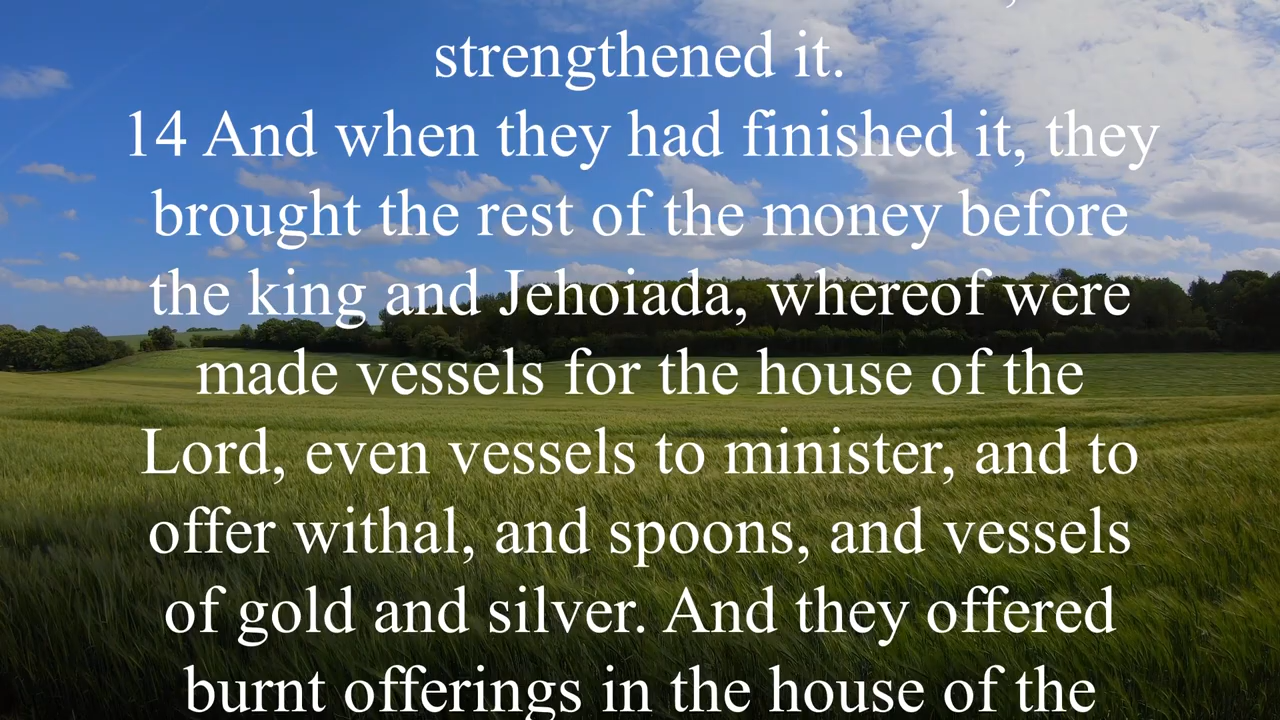 strengthened it.
14 And when they had finished it, they
brought the rest of the money before
the king and Jehoiada, whereof were
made vessels for the house of the
Lord, even vessels to minister, and to
offer withal, and spoons, and vessels
of gold and silver. And they offered
burnt offerings in the house of the